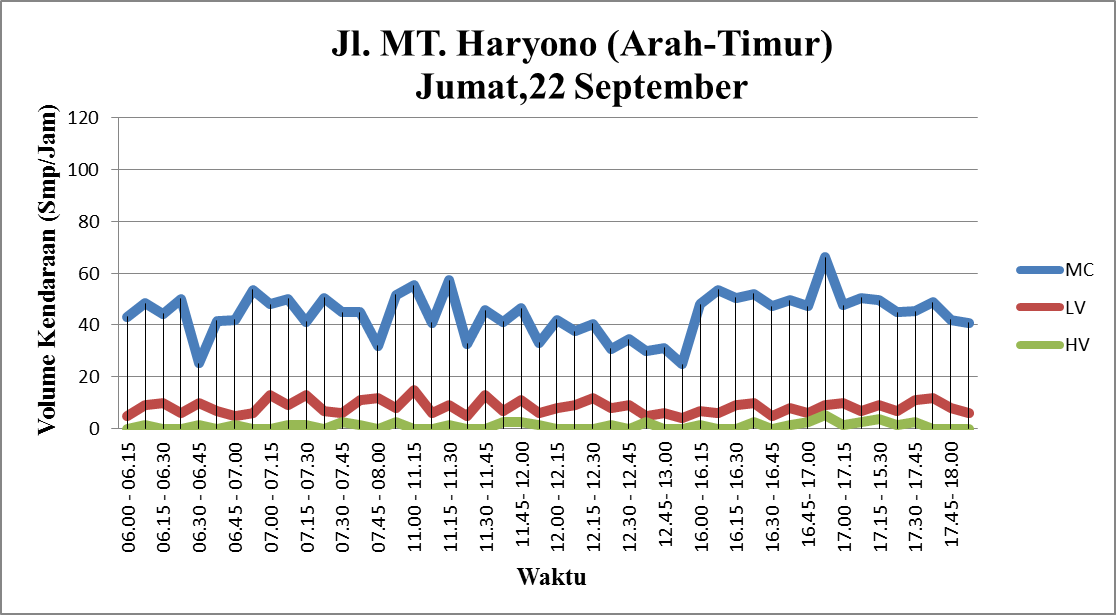 Jl. MT. Haryono (Arah-Timur)
Jumat,22 September
Volume Kendaraan (Smp/Jam)
120
100
80
60
40
20
0
06.00 - 06.15
06.15 - 06.30
06.30 - 06.45
06.45 - 07.00
07.00 - 07.15
07.15 - 07.30
07.30 - 07.45
07.45 - 08.00
11.00 - 11.15
11.15 - 11.30
11.30 - 11.45
11.45- 12.00
12.00 - 12.15
12.15 - 12.30
12.30 - 12.45
12.45- 13.00
16.00 - 16.15
16.15 - 16.30
16.30 - 16.45
16.45- 17.00
17.00 - 17.15
17.15 - 15.30
17.30 - 17.45
17.45- 18.00
Waktu
MC
LV
HV